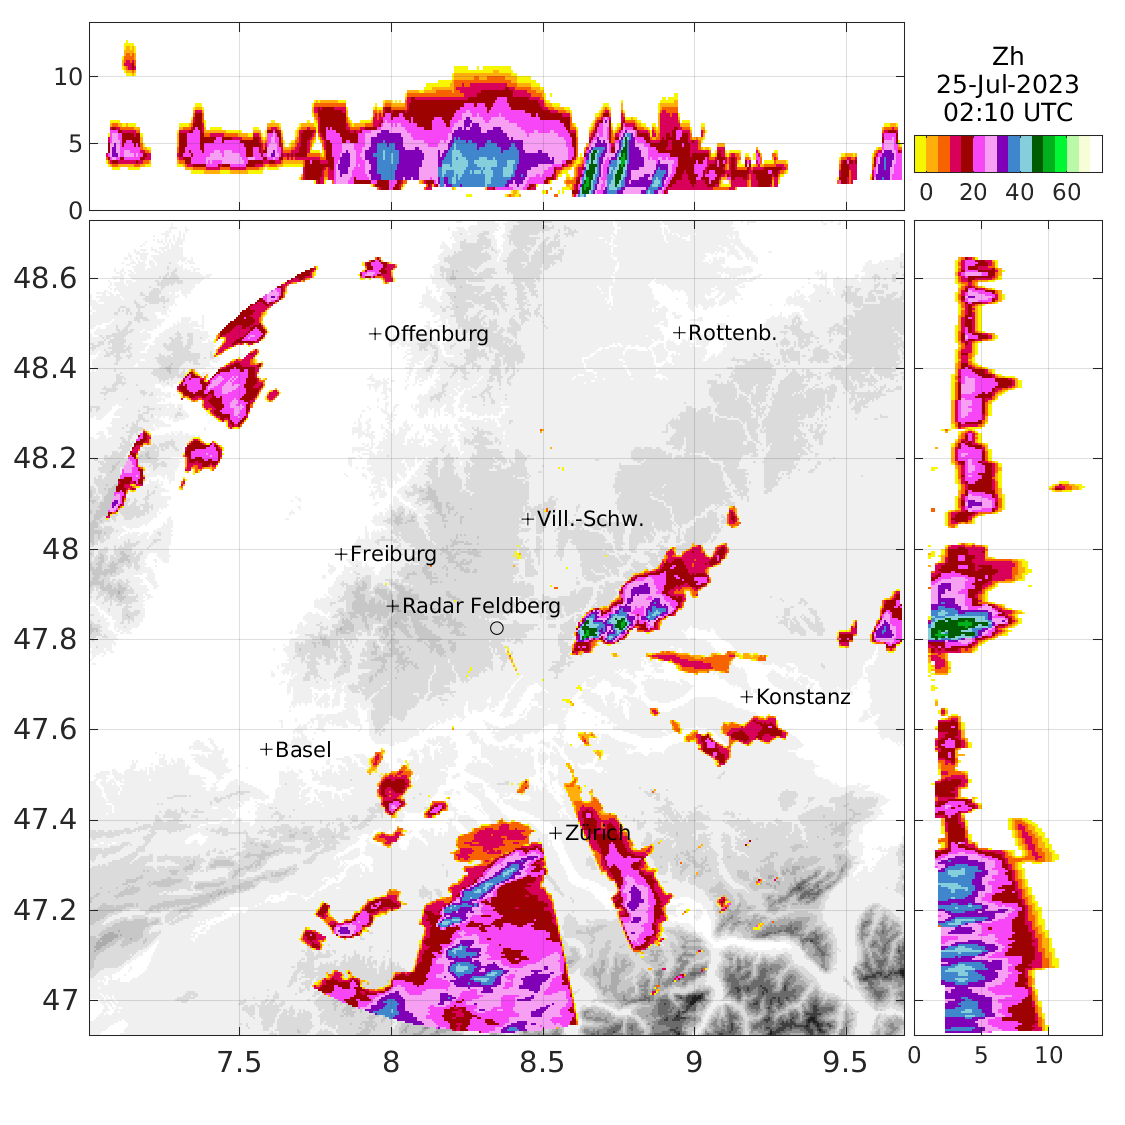 10
5
0
Zh
25-Jul-2023
02:10 UTC
0 20 40 60
48.6
48.4
48.2
48
47.8
47.6
47.4
47.2
47
+Offenburg
+Rottenb.
+Vill.-Schw.
+Freiburg
+Radar Feldberg
+Konstanz
+Basel
+Zürich
7.5 8 8.5 9 9.5
0 5 10